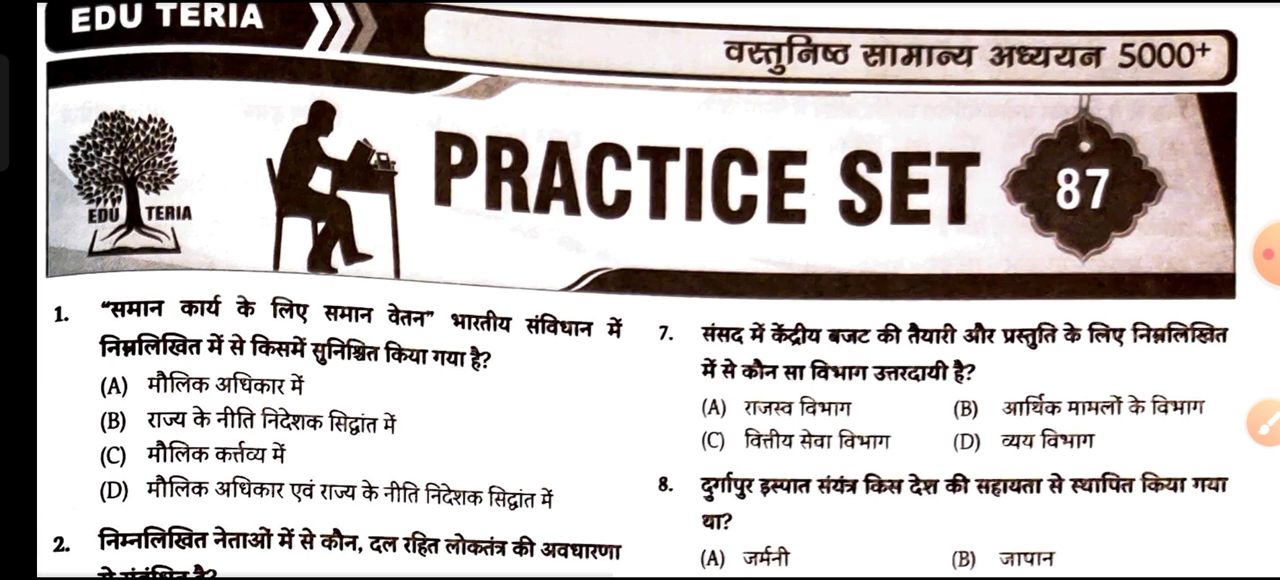 EDU TERIA
वस्तुनिष्ठ सामान्य अध्ययन 5000+
EDU TERIA
PRACTICE SET
87
1. “समान कार्य के लिए समान वेतन” भारतीय संविधान में
निम्नलिखित में से किसमें सुनिश्चित किया गया है?
(A) मौलिक अधिकार में
(B) राज्य के नीति निदेशक सिद्धांत में
(C) मौलिक कर्त्तव्य में
(D) मौलिक अधिकार एवं राज्य के नीति निदेशक सिद्धांत में
2. निम्नलिखित नेताओं में से कौन, दल रहित लोकतंत्र की अवधारणा
से संबंधित है?
7. संसद में केंद्रीय बजट की तैयारी और प्रस्तुति के लिए निम्नलिखित
में से कौन सा विभाग उत्तरदायी है?
(A) राजस्व विभाग (B) आर्थिक मामलों के विभाग
(C) वित्तीय सेवा विभाग (D) व्यय विभाग
8. दुर्गापुर इस्पात संयंत्र किस देश की सहायता से स्थापित किया गया
था?
(A) जर्मनी (B) जापान